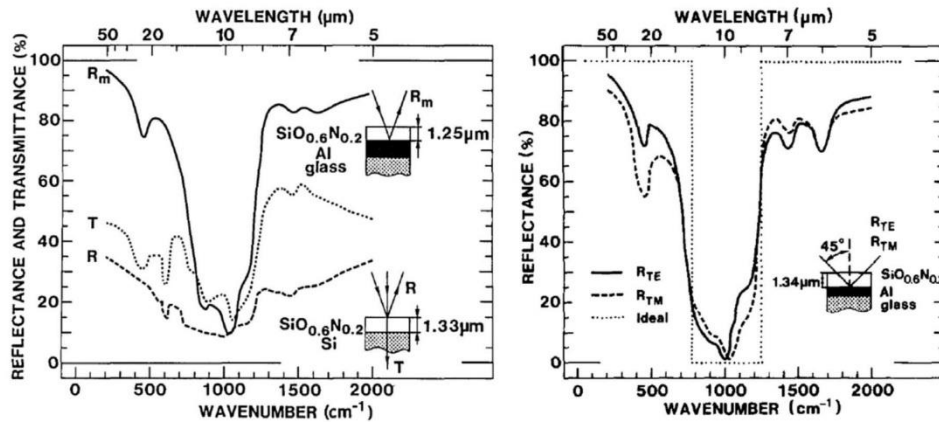 WAVELENGTH (μm)
50 20 10 7 5
REFLECTANCE AND TRANSMITTANCE (%)
100
80
60
40
20
0
Rm
T
R
Rm
SiO0.6N0.2
Al
glass
1.25μm
R
SiO0.6N0.2
Si
1.33μm
T
0 500 1000 1500 2000
WAVENUMBER (cm-1)
WAVELENGTH (μm)
50 20 10 7 5
REFLECTANCE (%)
100
80
60
40
20
0
RTE
RTM
Ideal
45°
RTE
RTM
1.34μm
SiO0.6N0.2
Al
glass
0 500 1000 1500 2000
WAVENUMBER (cm-1)